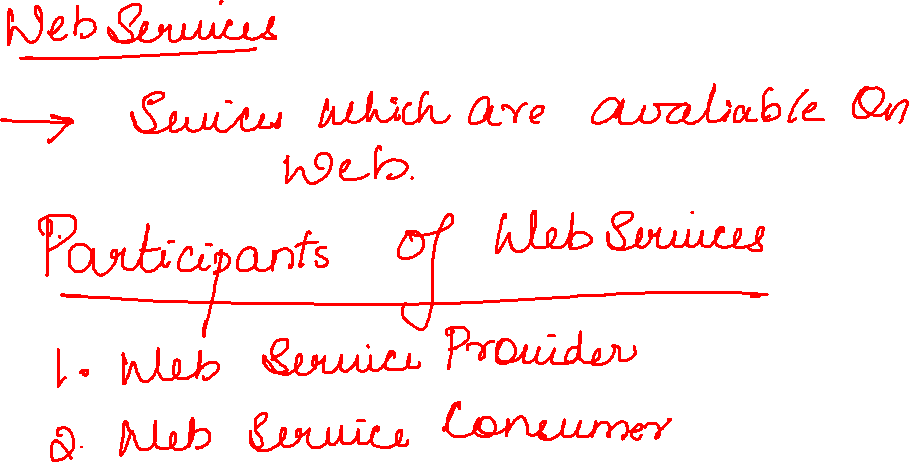 Web Services
→ Services which are avaliable On
Web.
Participants of Web Services
1. Web Service Provider
2. Web Service Consumer